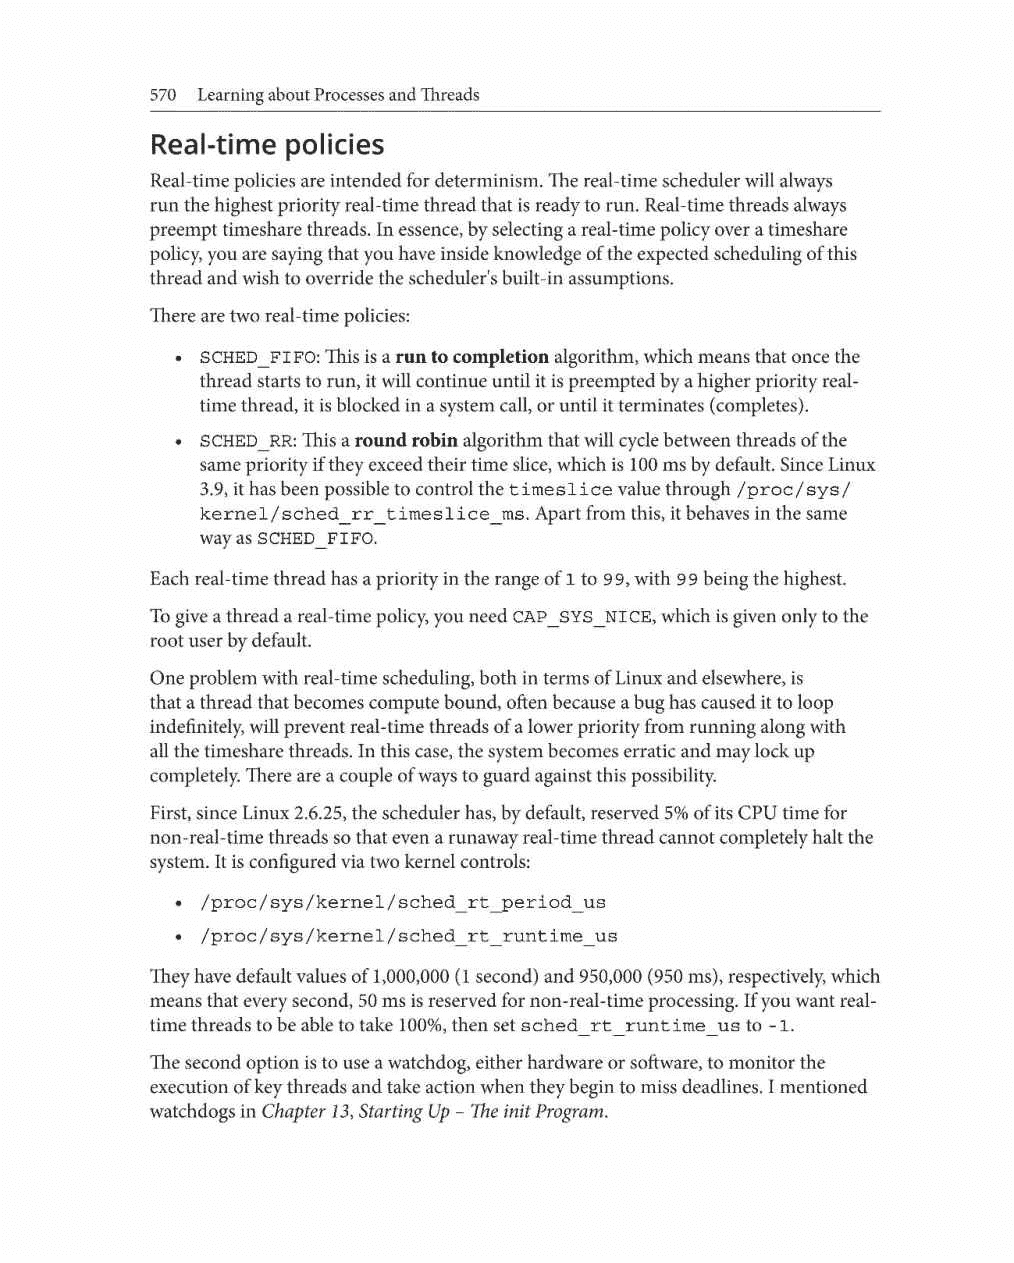 570 Learning about Processes and Threads
Real-time policies
Real-time policies are intended for determinism. The real-time scheduler will always
run the highest priority real-time thread that is ready to run. Real-time threads always
preempt timeshare threads. In essence, by selecting a real-time policy over a timeshare
policy, you are saying that you have inside knowledge of the expected scheduling of this
thread and wish to override the scheduler's built-in assumptions.
There are two real-time policies:
• SCHED_FIFO: This is a run to completion algorithm, which means that once the
thread starts to run, it will continue until it is preempted by a higher priority real-
time thread, it is blocked in a system call, or until it terminates (completes).
• SCHED_RR: This a round robin algorithm that will cycle between threads of the
same priority if they exceed their time slice, which is 100 ms by default. Since Linux
3.9, it has been possible to control the timeslice value through /proc/sys/
kernel/sched_rr_timeslice_ms. Apart from this, it behaves in the same
way as SCHED_FIFO.
Each real-time thread has a priority in the range of 1 to 99, with 99 being the highest.
To give a thread a real-time policy, you need CAP_SYS_NICE, which is given only to the
root user by default.
One problem with real-time scheduling, both in terms of Linux and elsewhere, is
that a thread that becomes compute bound, often because a bug has caused it to loop
indefinitely, will prevent real-time threads of a lower priority from running along with
all the timeshare threads. In this case, the system becomes erratic and may lock up
completely. There are a couple of ways to guard against this possibility.
First, since Linux 2.6.25, the scheduler has, by default, reserved 5% of its CPU time for
non-real-time threads so that even a runaway real-time thread cannot completely halt the
system. It is configured via two kernel controls:
• /proc/sys/kernel/sched_rt_period_us
• /proc/sys/kernel/sched_rt_runtime_us
They have default values of 1,000,000 (1 second) and 950,000 (950 ms), respectively, which
means that every second, 50 ms is reserved for non-real-time processing. If you want real-
time threads to be able to take 100%, then set sched_rt_runtime_us to -1.
The second option is to use a watchdog, either hardware or software, to monitor the
execution of key threads and take action when they begin to miss deadlines. I mentioned
watchdogs in Chapter 13, Starting Up – The init Program.